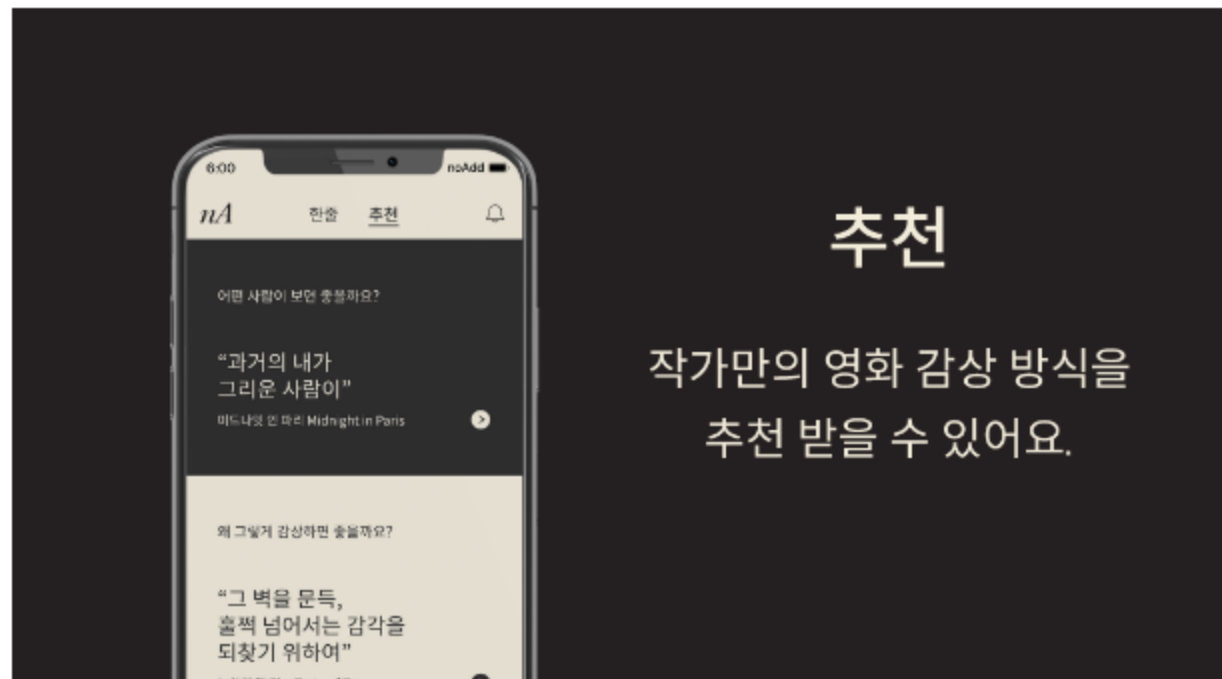 6:00
noAdd
nA
한줄
추천
어떤 사람이 보면 좋을까요?
“과거의 내가
그리운 사람이”
미드나잇 인 파리 Midnight in Paris
왜 그렇게 감상하면 좋을까요?
“그 벽을 문득,
훌쩍 넘어서는 감각을
되찾기 위하여”
추천
작가만의 영화 감상 방식을
추천 받을 수 있어요.